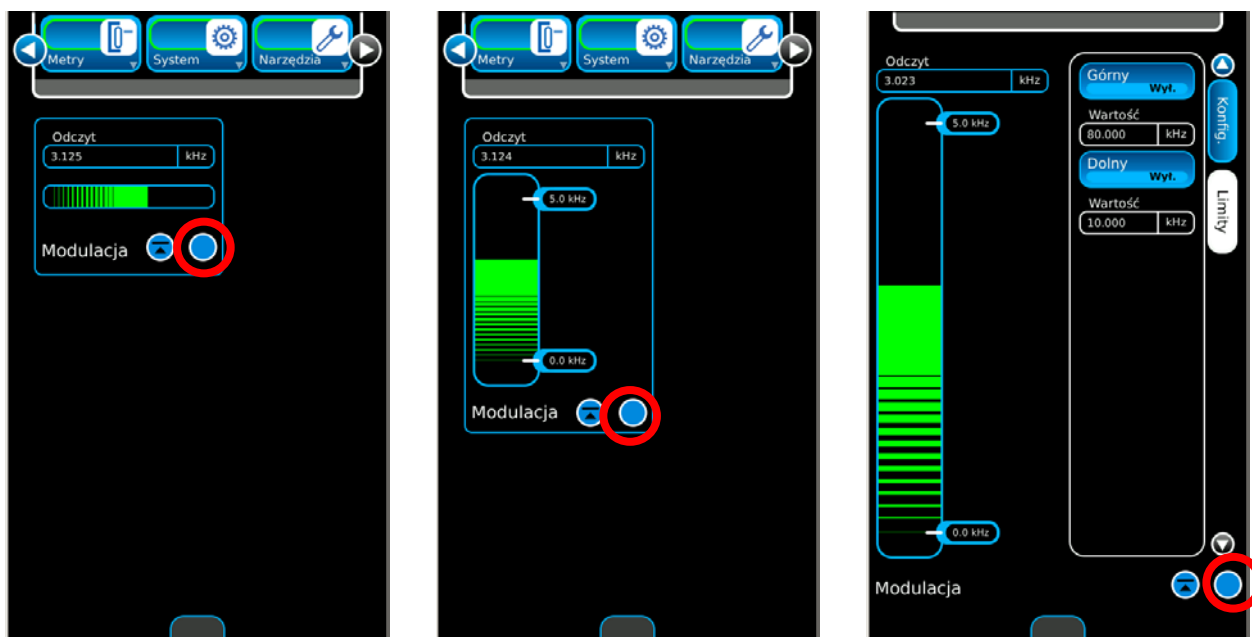 Metry
System
Narzędzia
Odczyt
3.125 kHz
Modulacja
Metry
System
Narzędzia
Odczyt
3.124 kHz
5.0 kHz
0.0 kHz
Modulacja
Odczyt
3.023 kHz
5.0 kHz
0.0 kHz
Modulacja
Górny
Wył.
Wartość
80.000 kHz
Dolny
Wył.
Wartość
10.000 kHz
Konfig.
Limity